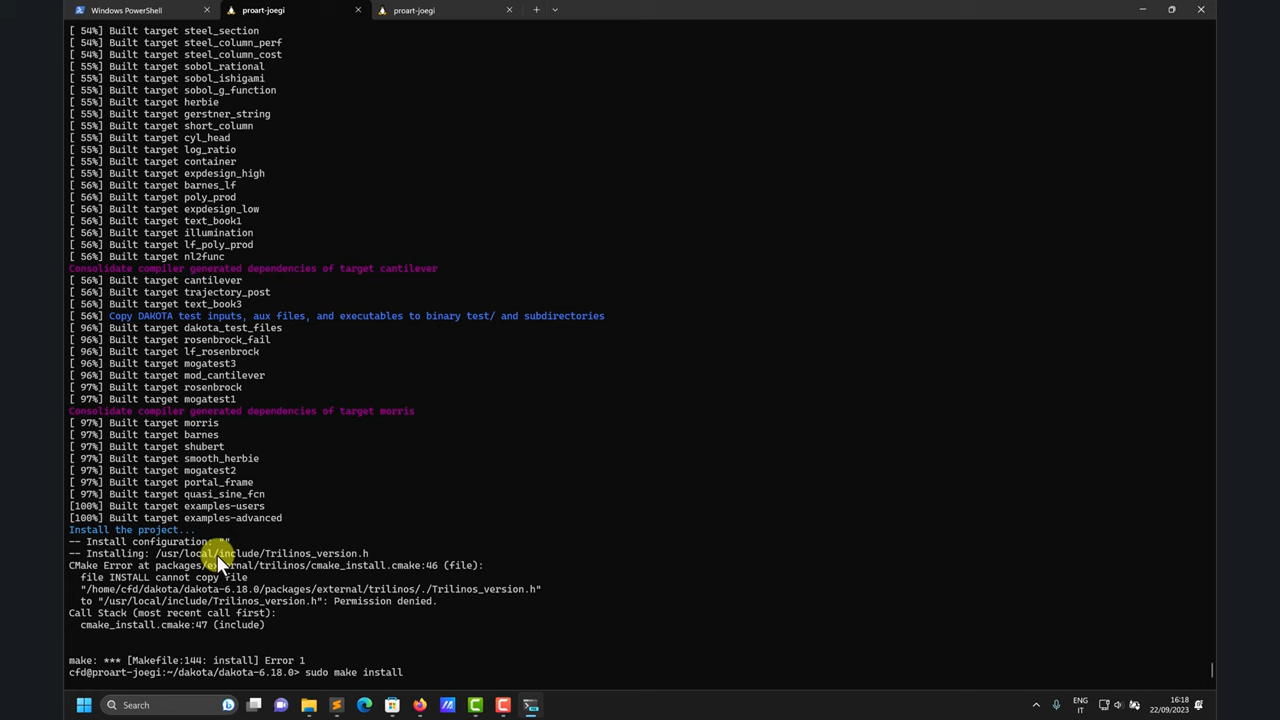 Windows PowerShell
proart-joegi
proart-joegi
[ 54%] Built target steel_section
[ 54%] Built target steel_column_perf
[ 54%] Built target steel_column_cost
[ 55%] Built target sobol_rational
[ 55%] Built target sobol_ishigami
[ 55%] Built target sobol_g_function
[ 55%] Built target herbie
[ 55%] Built target gerstner_string
[ 55%] Built target short_column
[ 55%] Built target cyl_head
[ 55%] Built target log_ratio
[ 55%] Built target container
[ 55%] Built target expdesign_high
[ 56%] Built target barnes_lf
[ 56%] Built target poly_prod
[ 56%] Built target expdesign_low
[ 56%] Built target text_book1
[ 56%] Built target illumination
[ 56%] Built target lf_poly_prod
[ 56%] Built target nl2func
Consolidate compiler generated dependencies of target cantilever
[ 56%] Built target cantilever
[ 56%] Built target trajectory_post
[ 56%] Built target text_book3
[ 56%] Copy DAKOTA test inputs, aux files, and executables to binary test/ and subdirectories
[ 96%] Built target dakota_test_files
[ 96%] Built target rosenbrock_fail
[ 96%] Built target lf_rosenbrock
[ 96%] Built target mogatest3
[ 96%] Built target mod_cantilever
[ 97%] Built target rosenbrock
[ 97%] Built target mogatest1
Consolidate compiler generated dependencies of target morris
[ 97%] Built target morris
[ 97%] Built target barnes
[ 97%] Built target shubert
[ 97%] Built target smooth_herbie
[ 97%] Built target mogatest2
[ 97%] Built target portal_frame
[ 97%] Built target quasi_sine_fcn
[100%] Built target examples-users
[100%] Built target examples-advanced
Install the project...
-- Install configuration: ""
-- Installing: /usr/local/include/Trilinos_version.h
CMake Error at packages/external/trilinos/cmake_install.cmake:46 (file):
file INSTALL cannot copy file
"/home/cfd/dakota/dakota-6.18.0/packages/external/trilinos/./Trilinos_version.h"
to "/usr/local/include/Trilinos_version.h": Permission denied.
Call Stack (most recent call first):
cmake_install.cmake:47 (include)
make: *** [Makefile:144: install] Error 1
cfd@proart-joegi:~/dakota/dakota-6.18.0> sudo make install
Search
ENG
IT
16:18
22/09/2023